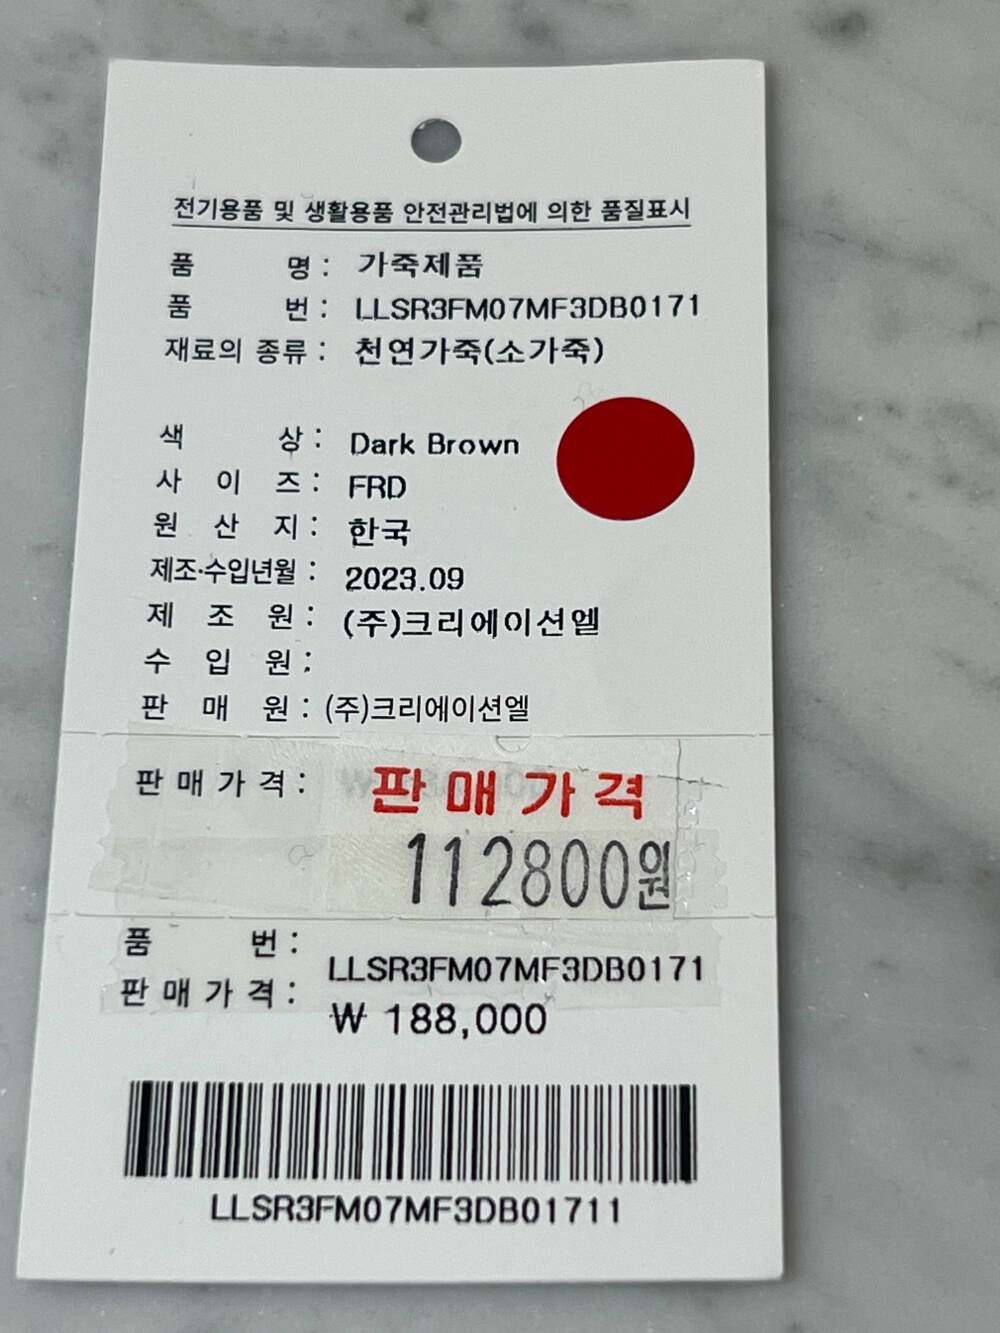 전기용품 및 생활용품 안전관리법에 의한 품질표시
품 명 : 가죽제품
품 번 : LLSR3FM07MF3DB0171
재료의 종류 : 천연가죽(소가죽)
색 상 : Dark Brown
사 이 즈 : FRD
원 산 지 : 한국
제조·수입년월 : 2023.09
제 조 원 : (주)크리에이션엘
수 입 원 :
판 매 원 : (주)크리에이션엘
판 매 가 격 : 판매가격
112800원
품 번 : LLSR3FM07MF3DB0171
판 매 가 격 : ₩ 188,000
LLSR3FM07MF3DB01711